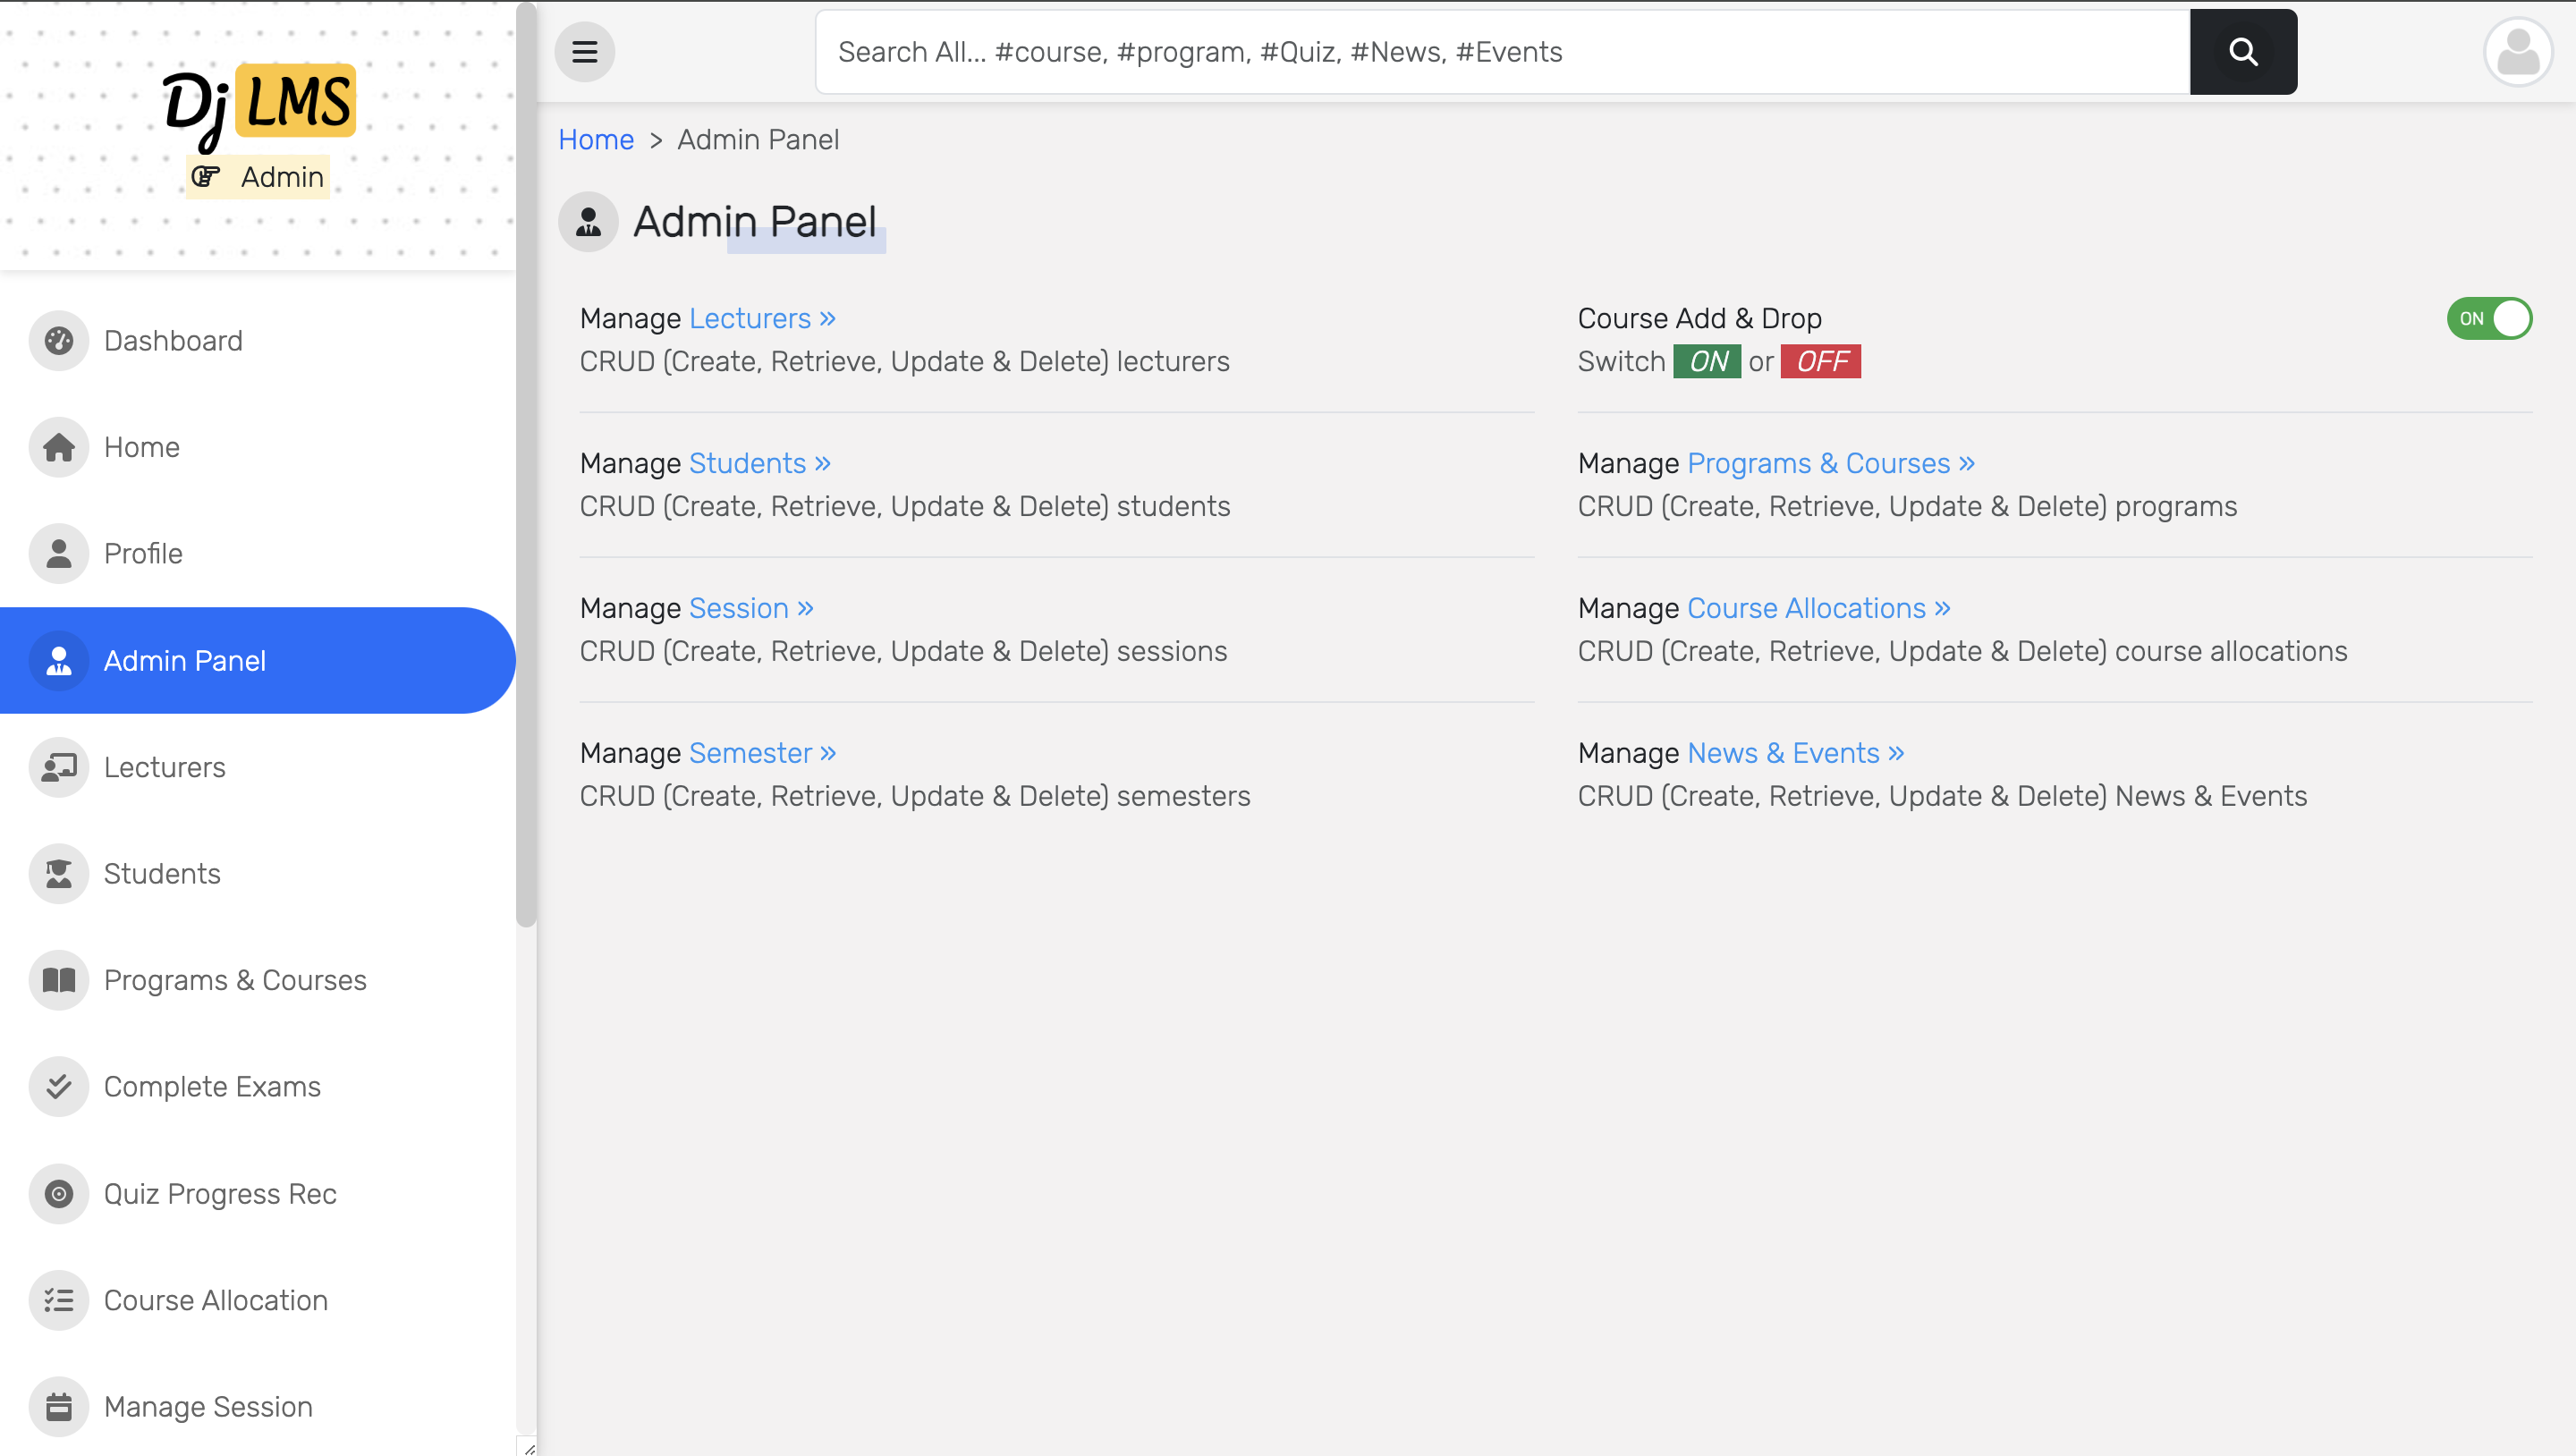 Dj LMS
Admin
Dashboard
Home
Profile
Admin Panel
Lecturers
Students
Programs & Courses
Complete Exams
Quiz Progress Rec
Course Allocation
Manage Session
Search All... #course, #program, #Quiz, #News, #Events
Home > Admin Panel
Admin Panel
Manage Lecturers »
CRUD (Create, Retrieve, Update & Delete) lecturers
Manage Students »
CRUD (Create, Retrieve, Update & Delete) students
Manage Session »
CRUD (Create, Retrieve, Update & Delete) sessions
Manage Semester »
CRUD (Create, Retrieve, Update & Delete) semesters
Course Add & Drop
ON
Switch ON or OFF
Manage Programs & Courses »
CRUD (Create, Retrieve, Update & Delete) programs
Manage Course Allocations »
CRUD (Create, Retrieve, Update & Delete) course allocations
Manage News & Events »
CRUD (Create, Retrieve, Update & Delete) News & Events